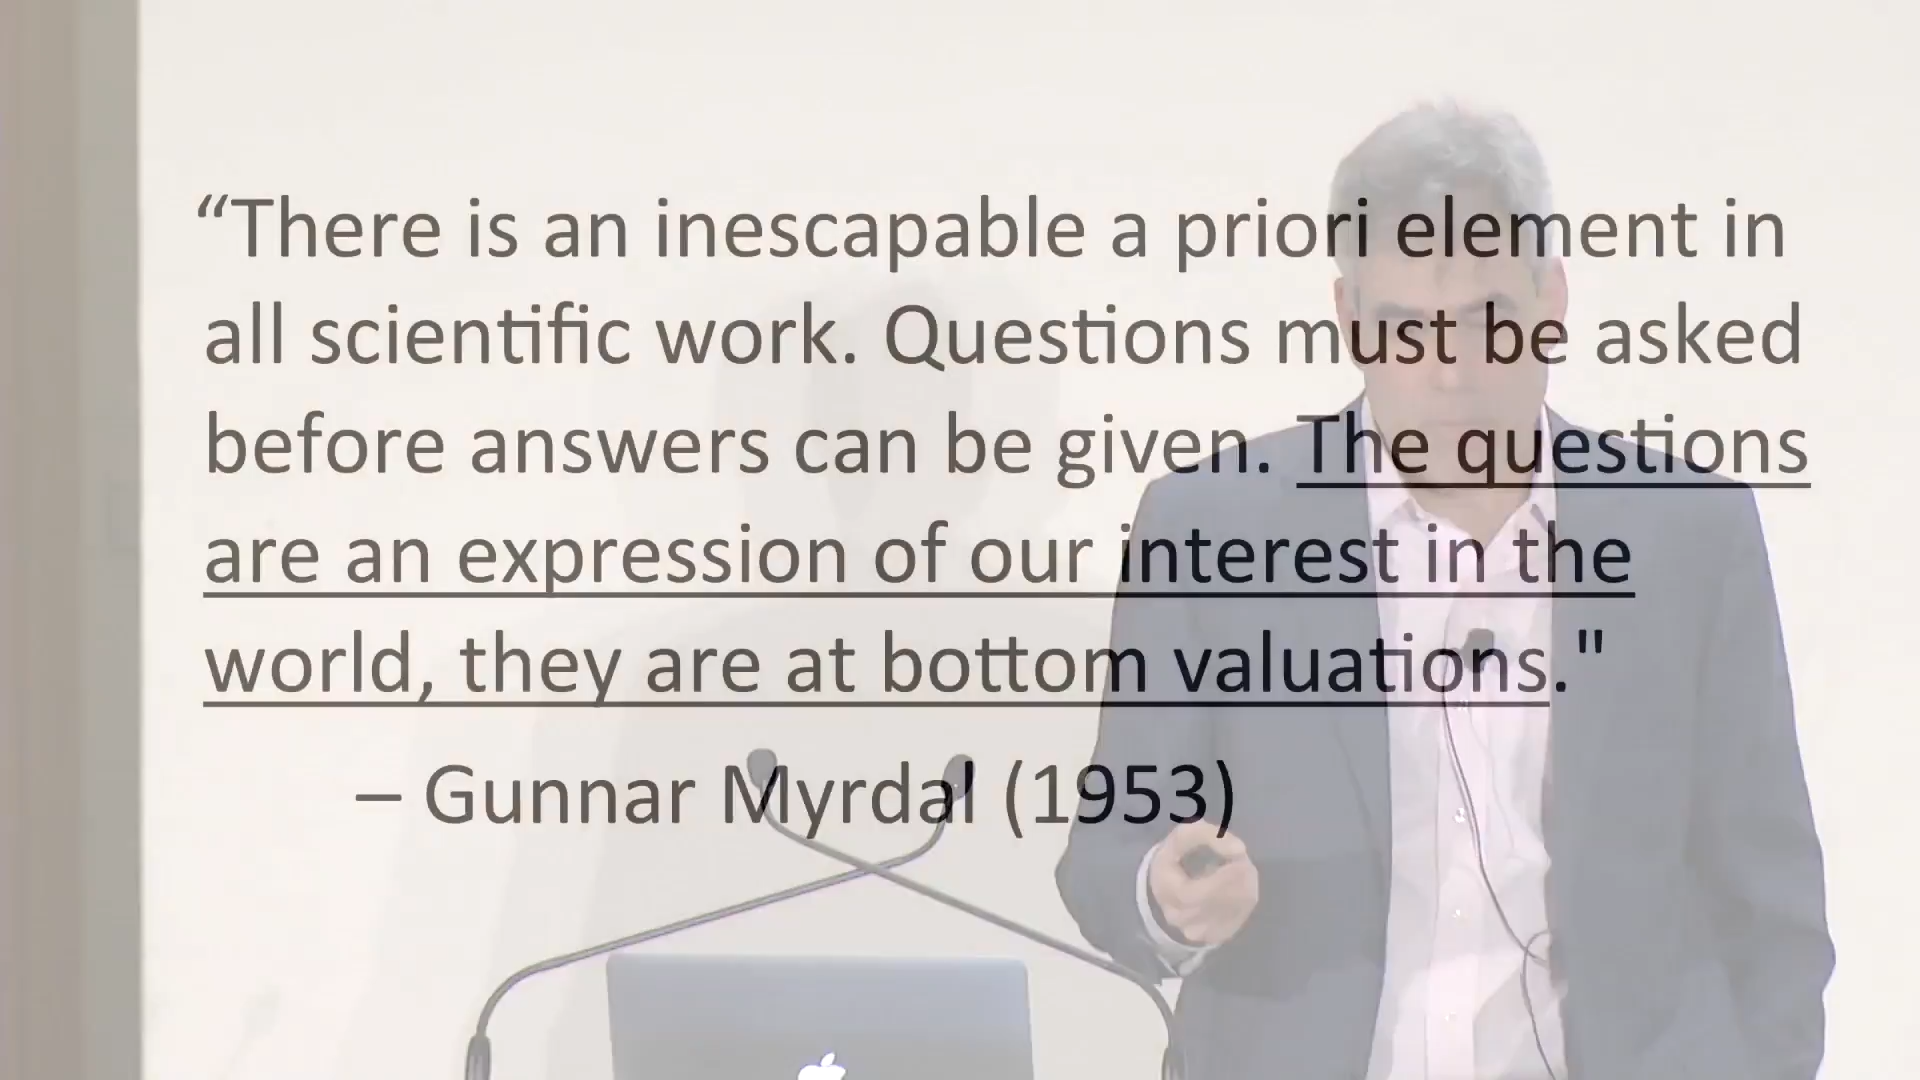 “There is an inescapable a priori element in
all scientific work. Questions must be asked
before answers can be given. The questions
are an expression of our interest in the
world, they are at bottom valuations."
– Gunnar Myrdal (1953)